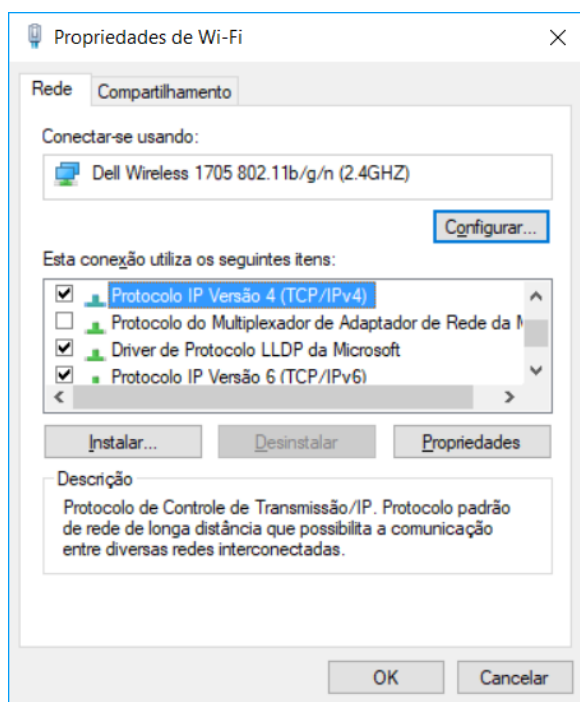 Propriedades de Wi-Fi
Rede Compartilhamento
Conectar-se usando:
Dell Wireless 1705 802.11b/g/n (2.4GHZ)
Configurar...
Esta conexão utiliza os seguintes itens:
Protocolo IP Versão 4 (TCP/IPv4)
Protocolo do Multiplexador de Adaptador de Rede da
Driver de Protocolo LLDP da Microsoft
Protocolo IP Versão 6 (TCP/IPv6)
Instalar... Desinstalar Propriedades
Descrição
Protocolo de Controle de Transmissão/IP. Protocolo padrão
de rede de longa distância que possibilita a comunicação
entre diversas redes interconectadas.
OK Cancelar